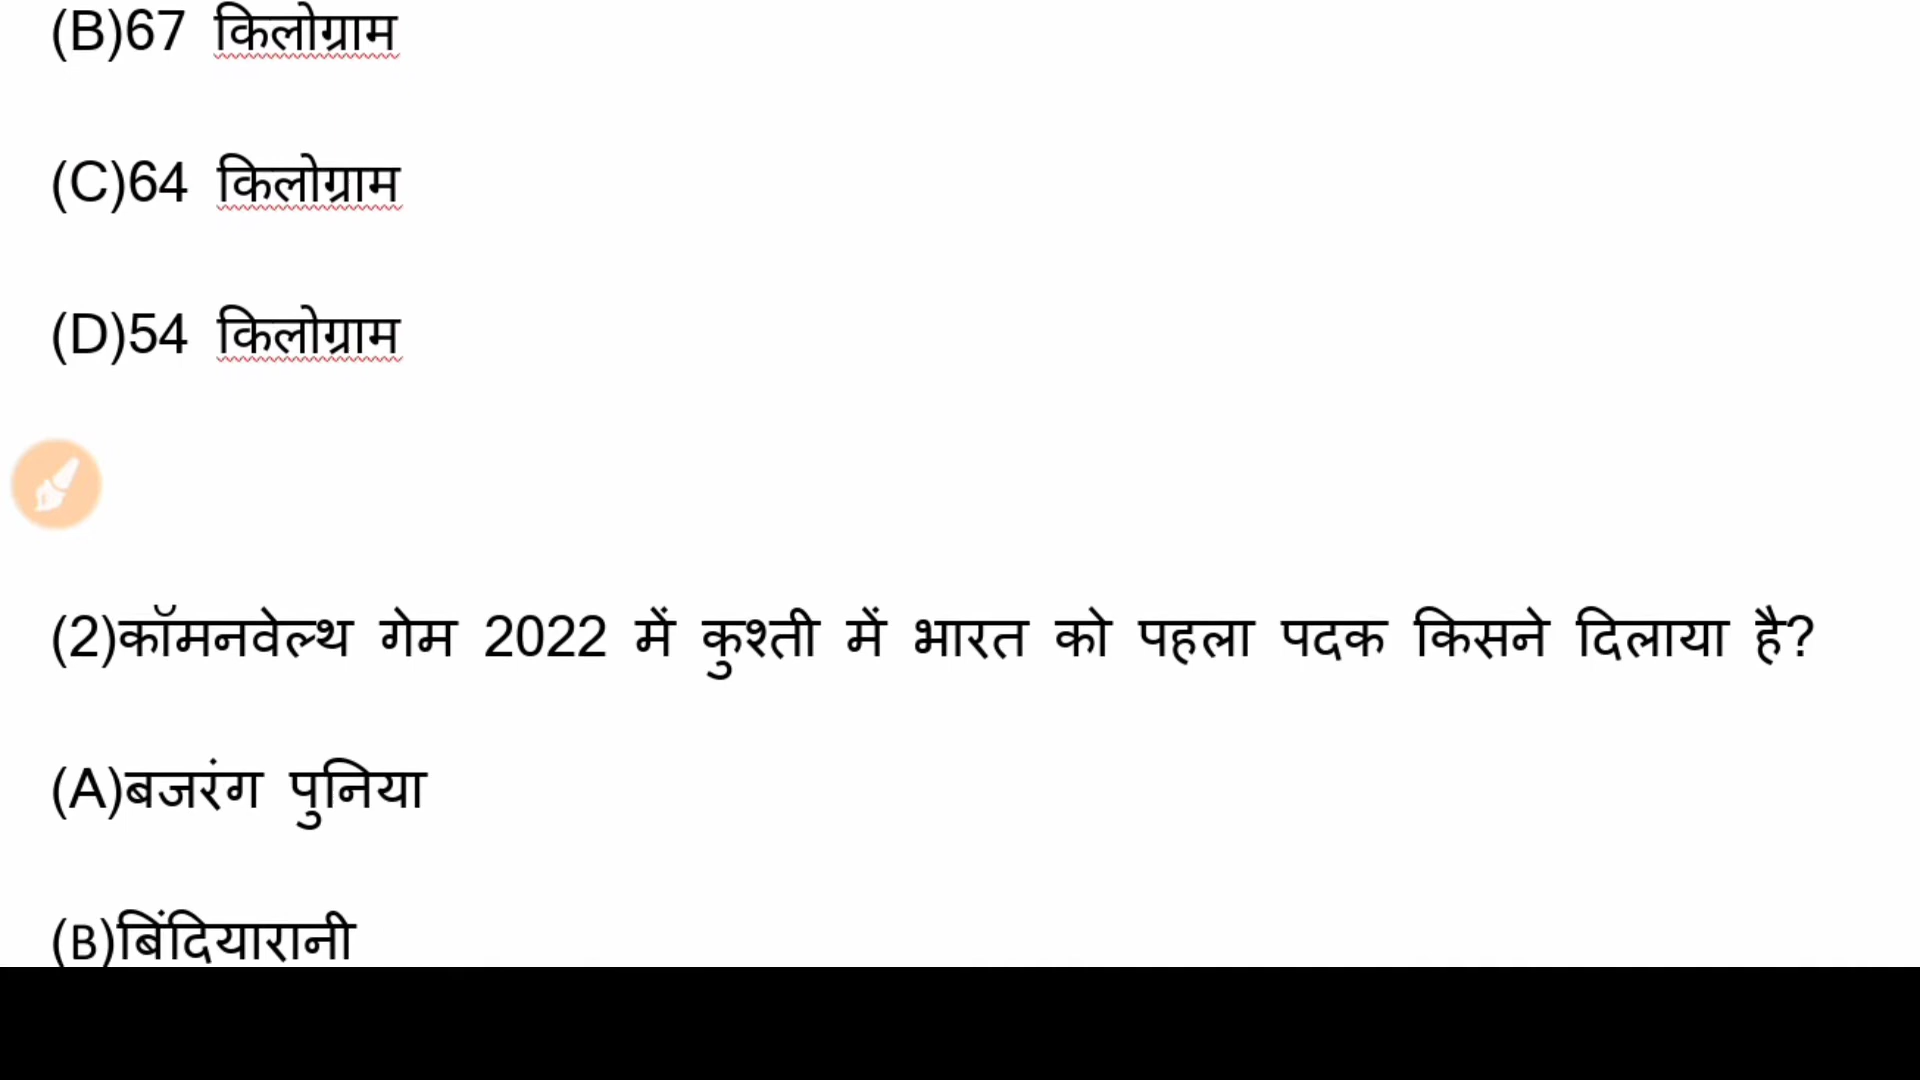 (B)67 किलोग्राम
(C)64 किलोग्राम
(D)54 किलोग्राम
(2)कॉमनवेल्थ गेम 2022 में कुश्ती में भारत को पहला पदक किसने दिलाया है?
(A)बजरंग पुनिया
(B)बिंदियारानी